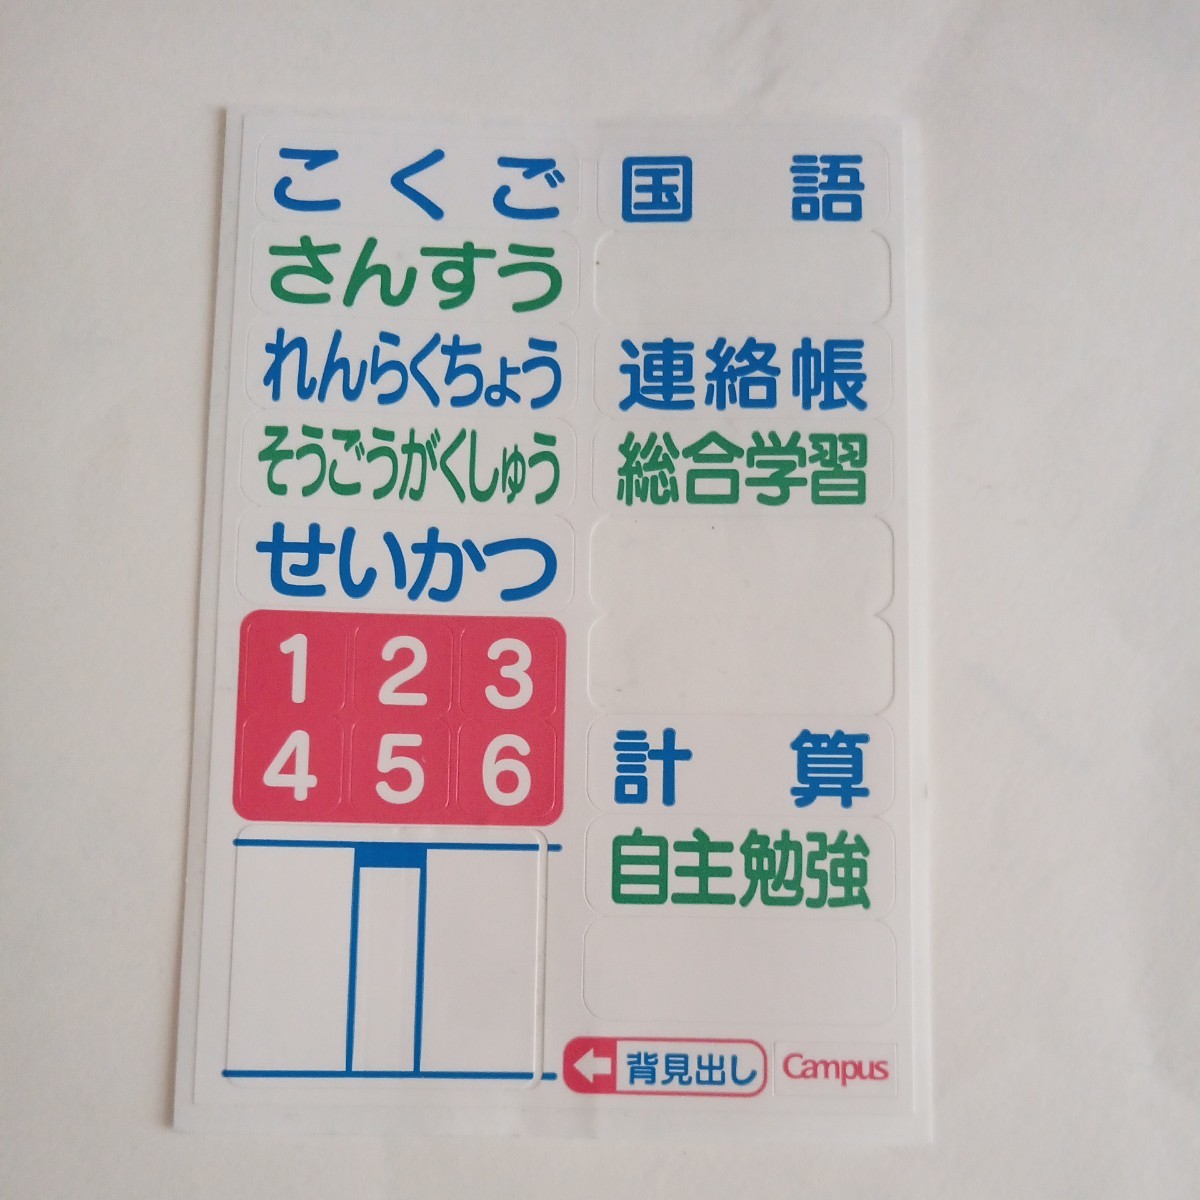 こくご
さんすう
れんらくちょう
そうごうがくしゅう
せいかつ
1 2 3
4 5 6
国語
連絡帳
総合学習
計算
自主勉強
背見出し
Campus